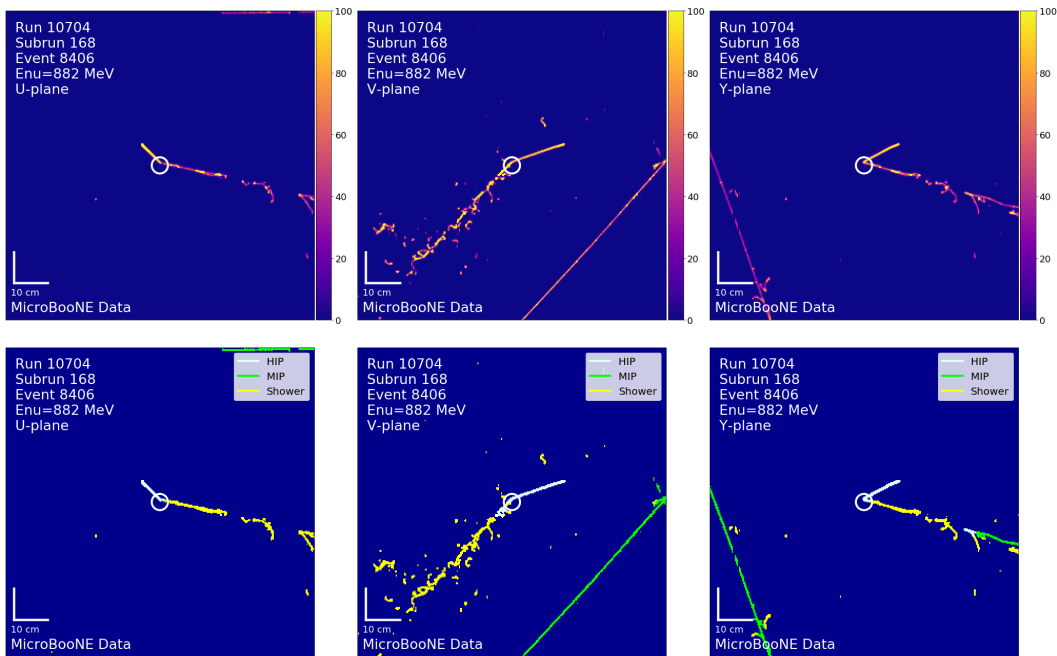 Run 10704
Subrun 168
Event 8406
Enu=882 MeV
U-plane
10 cm
MicroBooNE Data
100
80
60
40
20
0
Run 10704
Subrun 168
Event 8406
Enu=882 MeV
V-plane
10 cm
MicroBooNE Data
100
80
60
40
20
0
Run 10704
Subrun 168
Event 8406
Enu=882 MeV
Y-plane
10 cm
MicroBooNE Data
100
80
60
40
20
0
Run 10704
Subrun 168
Event 8406
Enu=882 MeV
U-plane
HIP
MIP
Shower
10 cm
MicroBooNE Data
Run 10704
Subrun 168
Event 8406
Enu=882 MeV
V-plane
HIP
MIP
Shower
10 cm
MicroBooNE Data
Run 10704
Subrun 168
Event 8406
Enu=882 MeV
Y-plane
HIP
MIP
Shower
10 cm
MicroBooNE Data